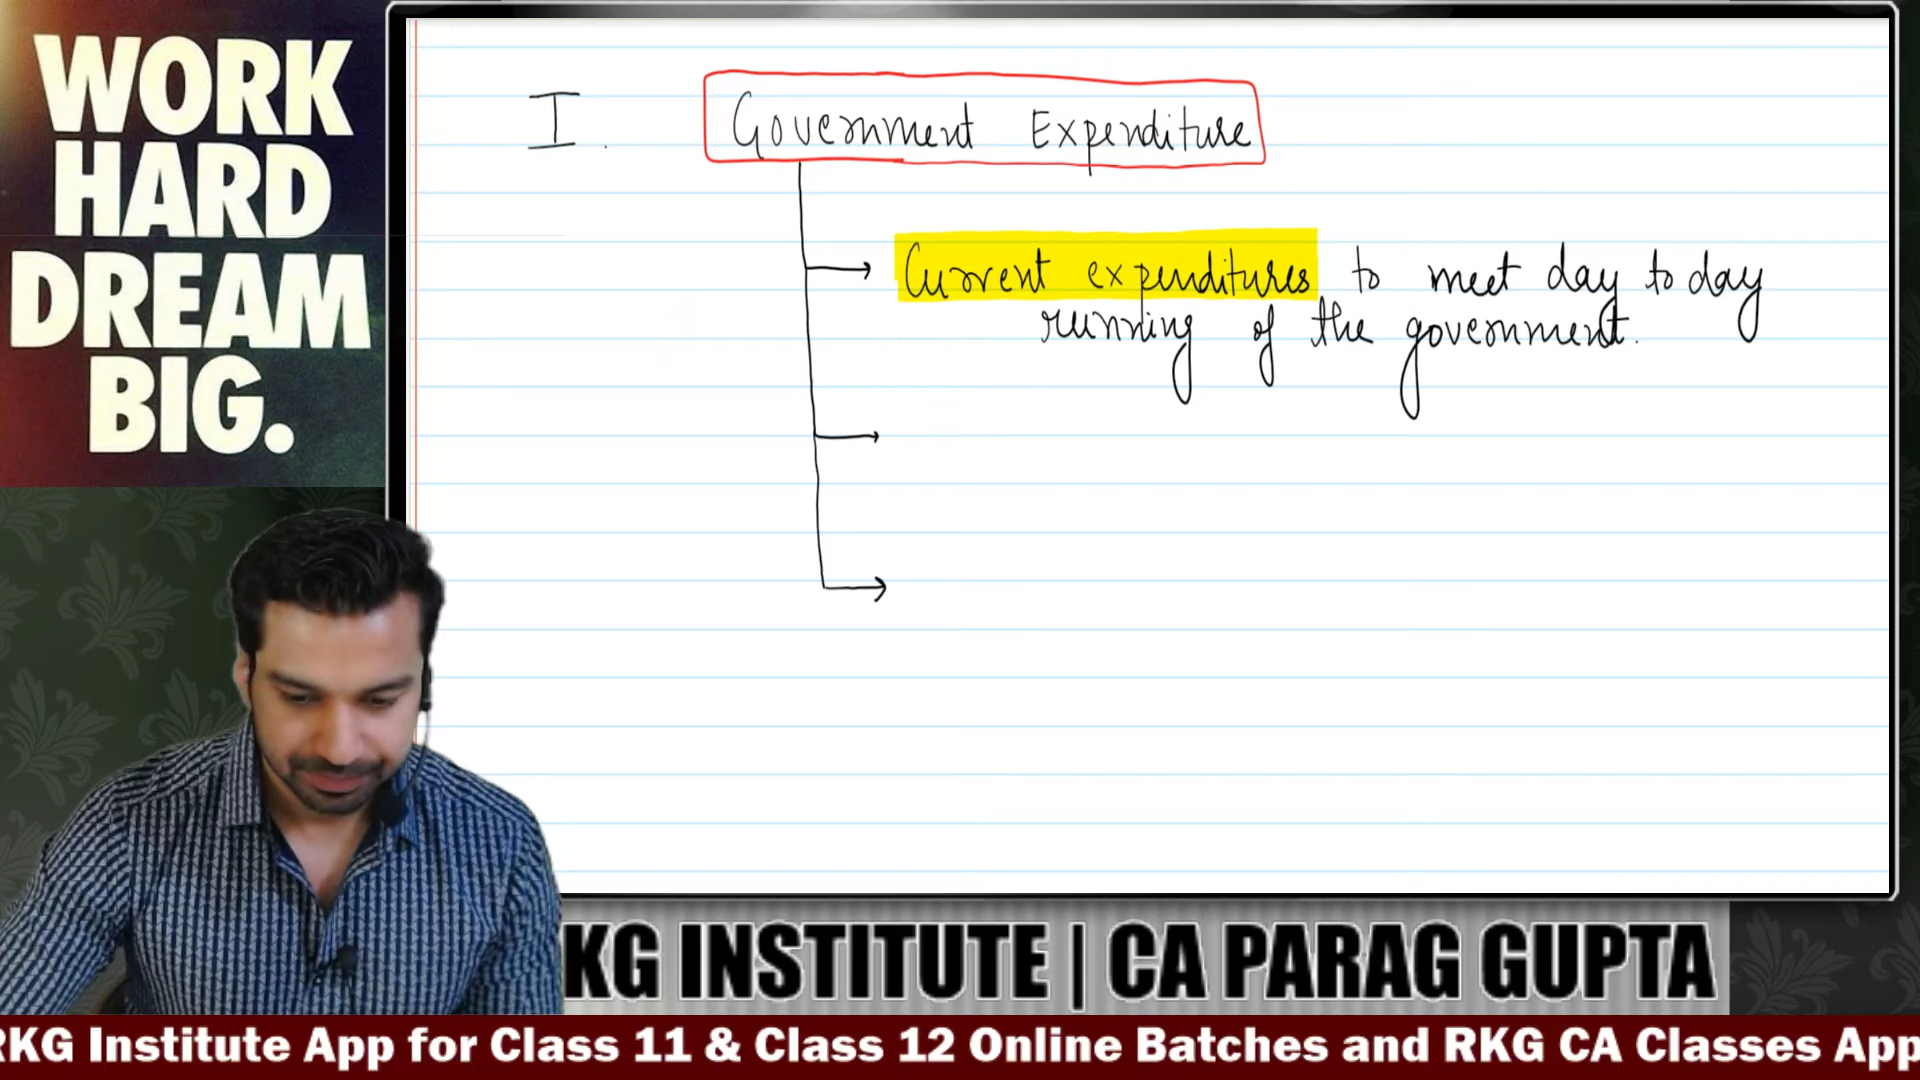 WORK
HARD
DREAM
BIG.
I. Government Expenditure
Current expenditures to meet day to day
running of the government.
KG INSTITUTE | CA PARAG GUPTA
RKG Institute App for Class 11 & Class 12 Online Batches and RKG CA Classes App